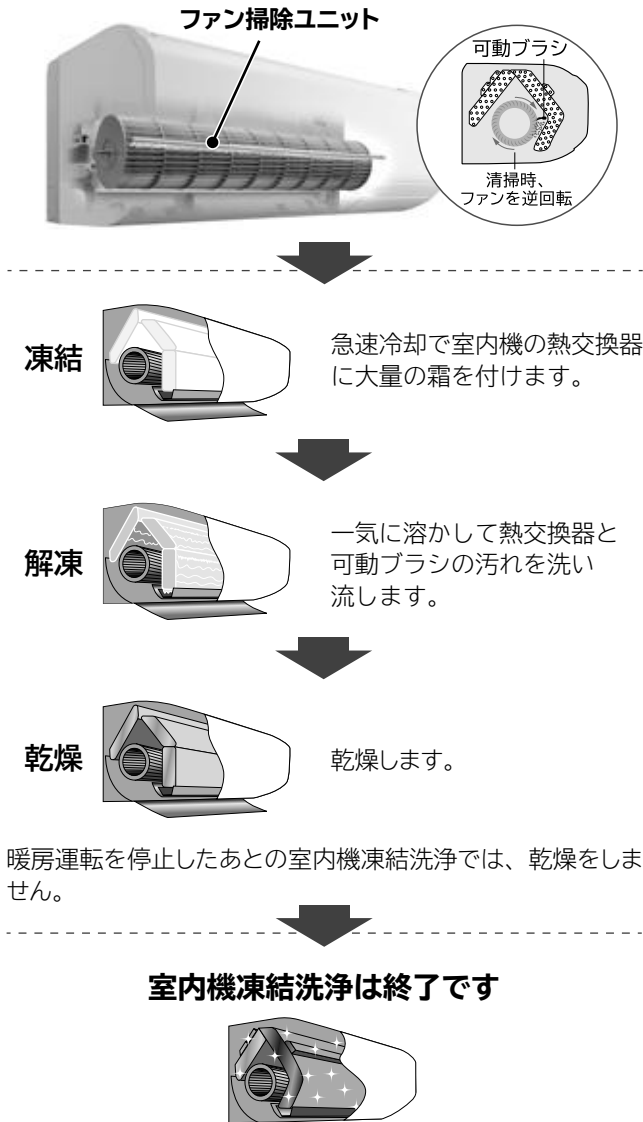 ファン掃除ユニット
可動ブラシ
清掃時、
ファンを逆回転
凍結
急速冷却で室内機の熱交換器
に大量の霜を付けます。
解凍
一気に溶かして熱交換器と
可動ブラシの汚れを洗い
流します。
乾燥
乾燥します。
暖房運転を停止したあとの室内機凍結洗浄では、乾燥をしま
せん。
室内機凍結洗浄は終了です